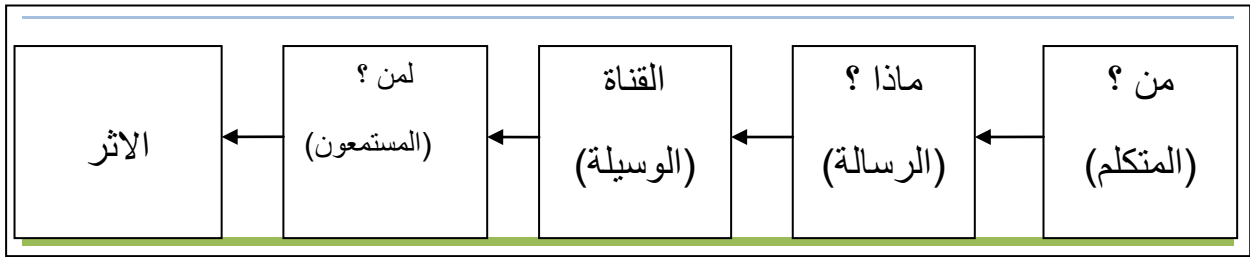 من ؟
(المتكلم)
ماذا ؟
(الرسالة)
القناة
(الوسيلة)
لمن ؟
(المستمعون)
الاثر